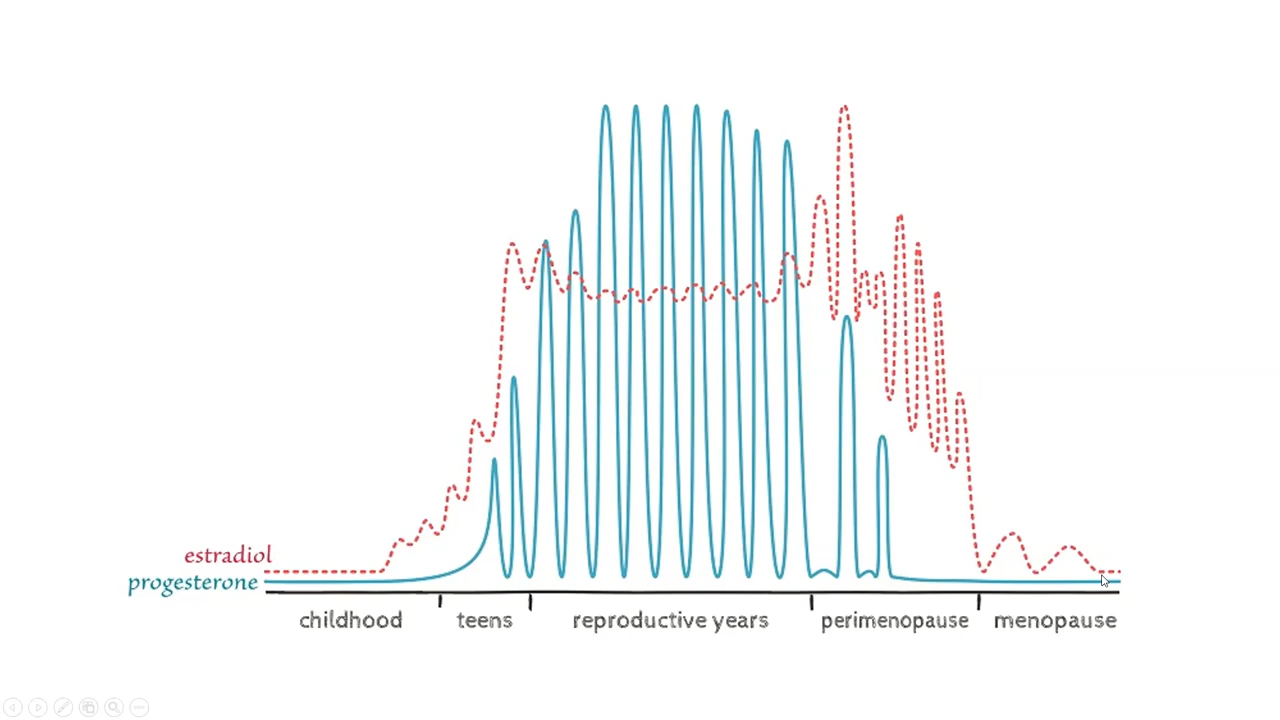 estradiol
progesterone
childhood
teens
reproductive years
perimenopause
menopause